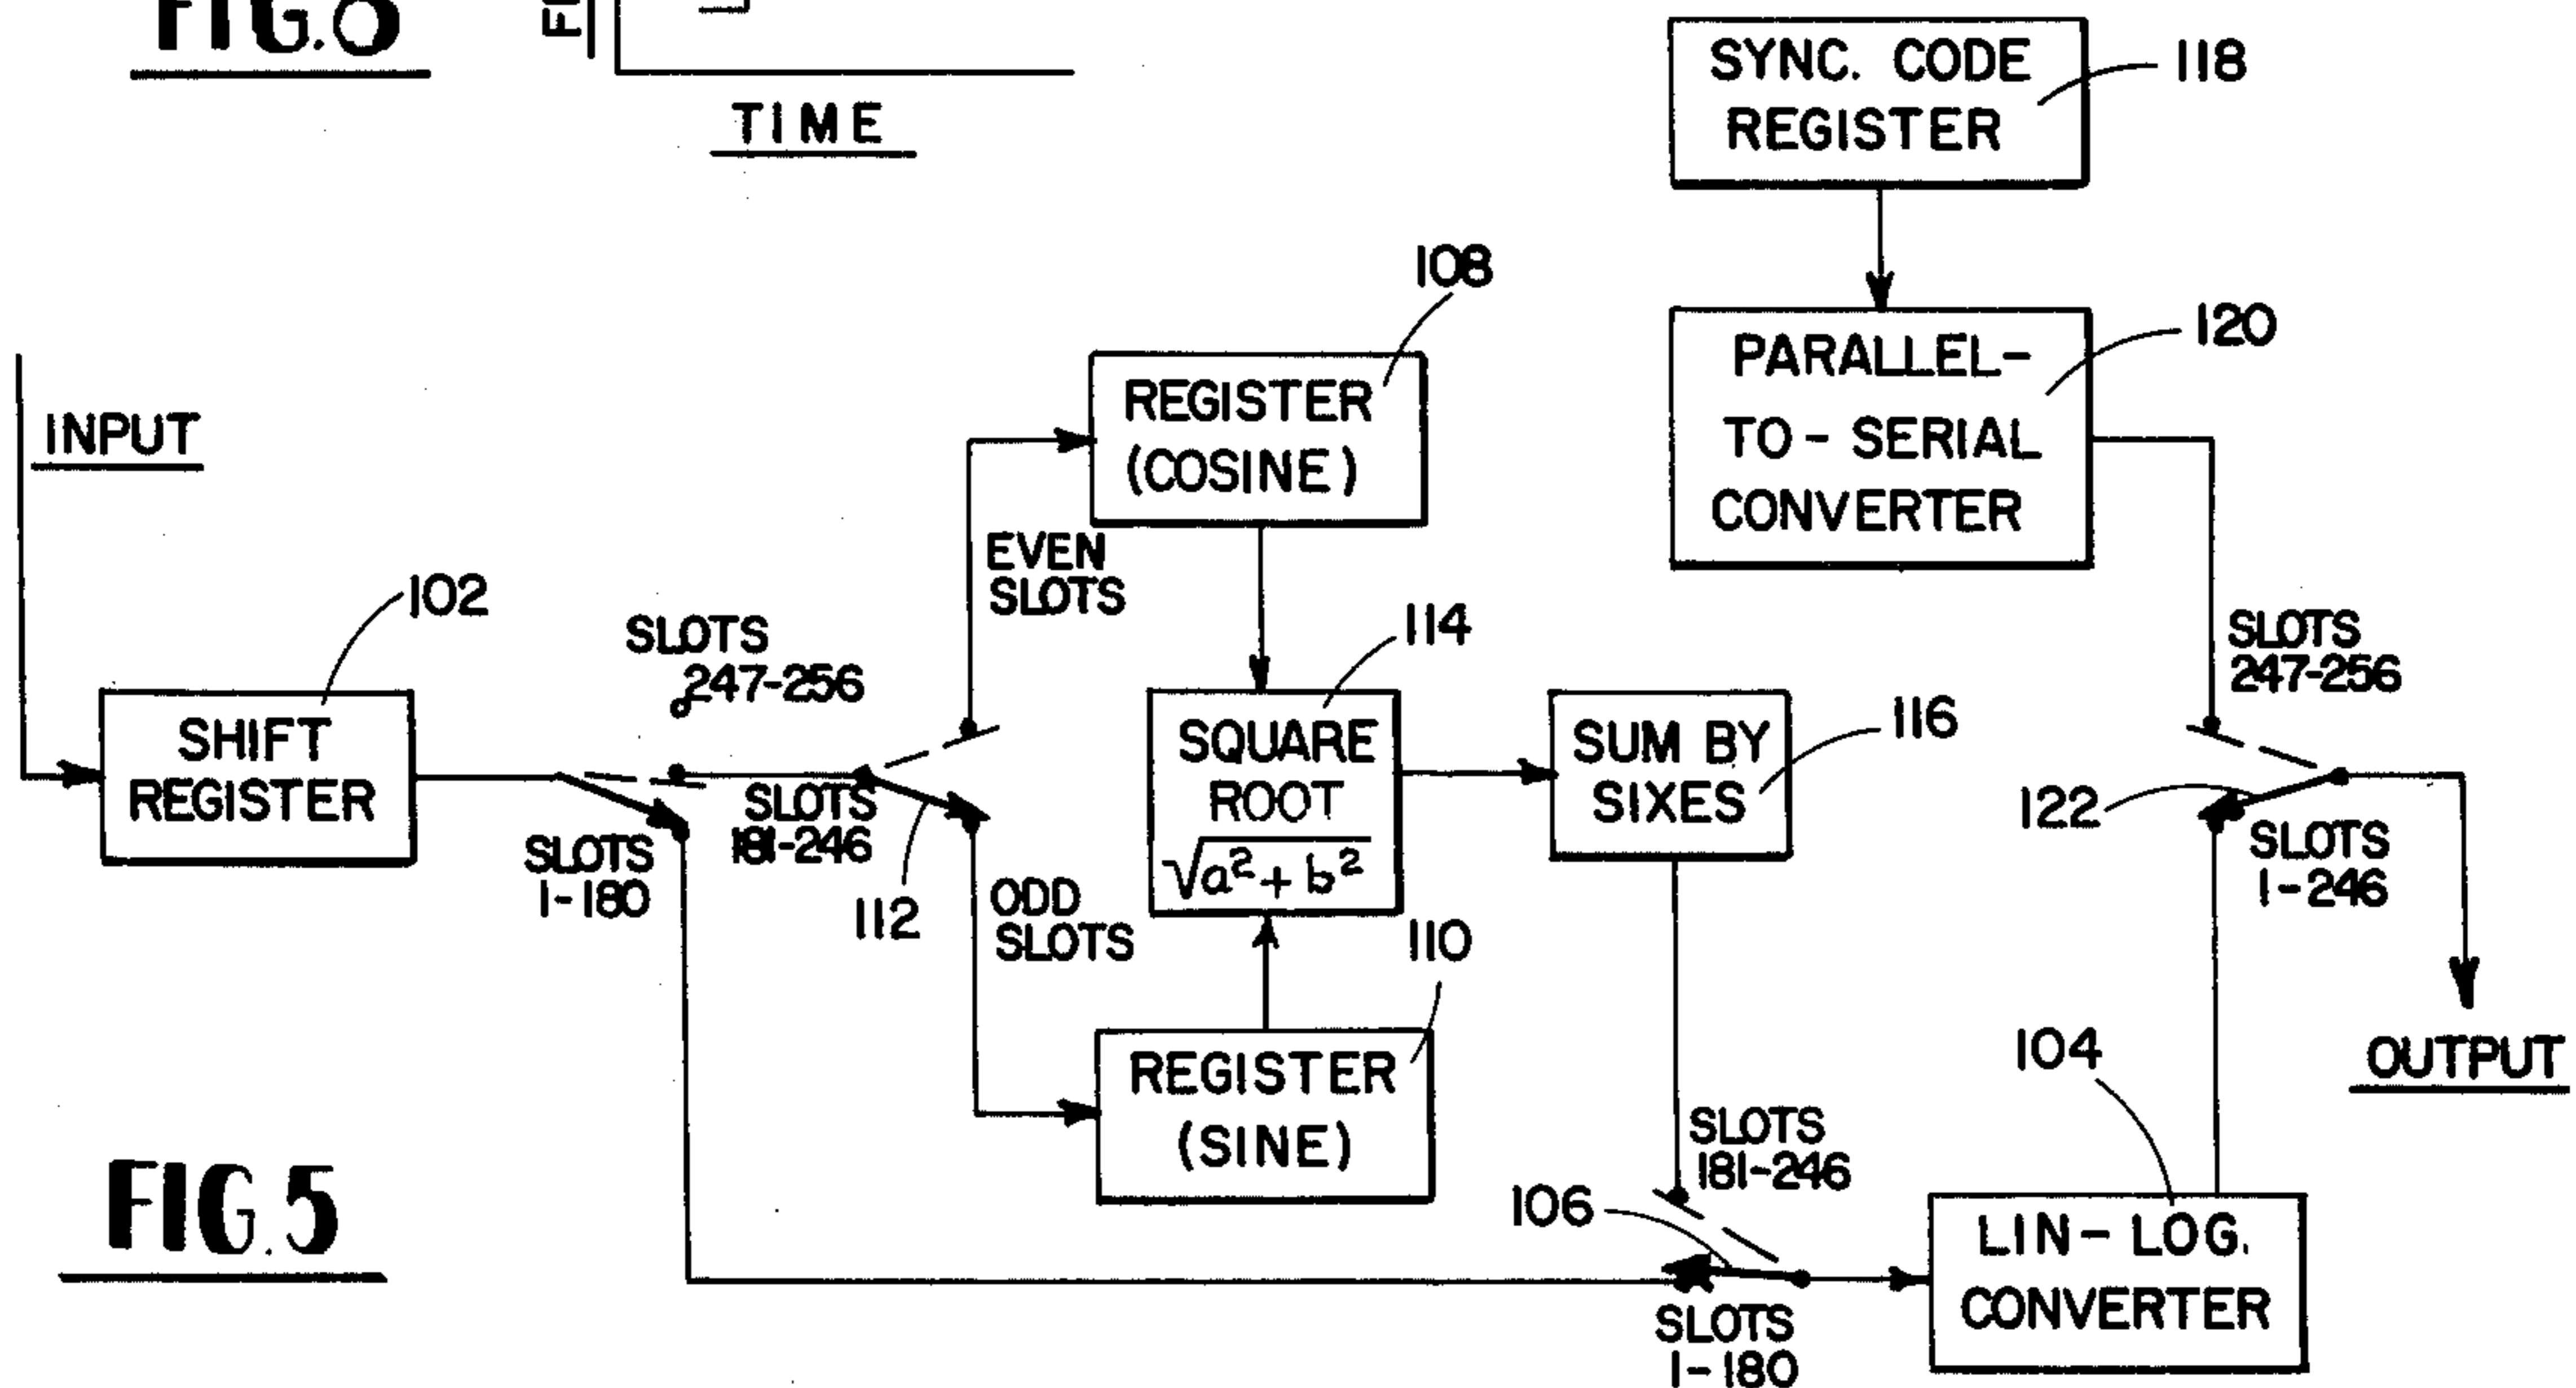 FIG. 8
TIME
SYNC. CODE
REGISTER
118
PARALLEL-
TO-SERIAL
CONVERTER
120
INPUT
108
REGISTER
(COSINE)
EVEN
SLOTS
102
SHIFT
REGISTER
SLOTS
247-256
SLOTS
181-246
SLOTS
1-180
112
ODD
SLOTS
114
SQUARE
ROOT
√a²+b²
116
SUM BY
SIXES
110
REGISTER
(SINE)
SLOTS
247-256
122
SLOTS
1-246
OUTPUT
104
LIN-LOG.
CONVERTER
SLOTS
181-246
106
SLOTS
1-180
FIG. 5